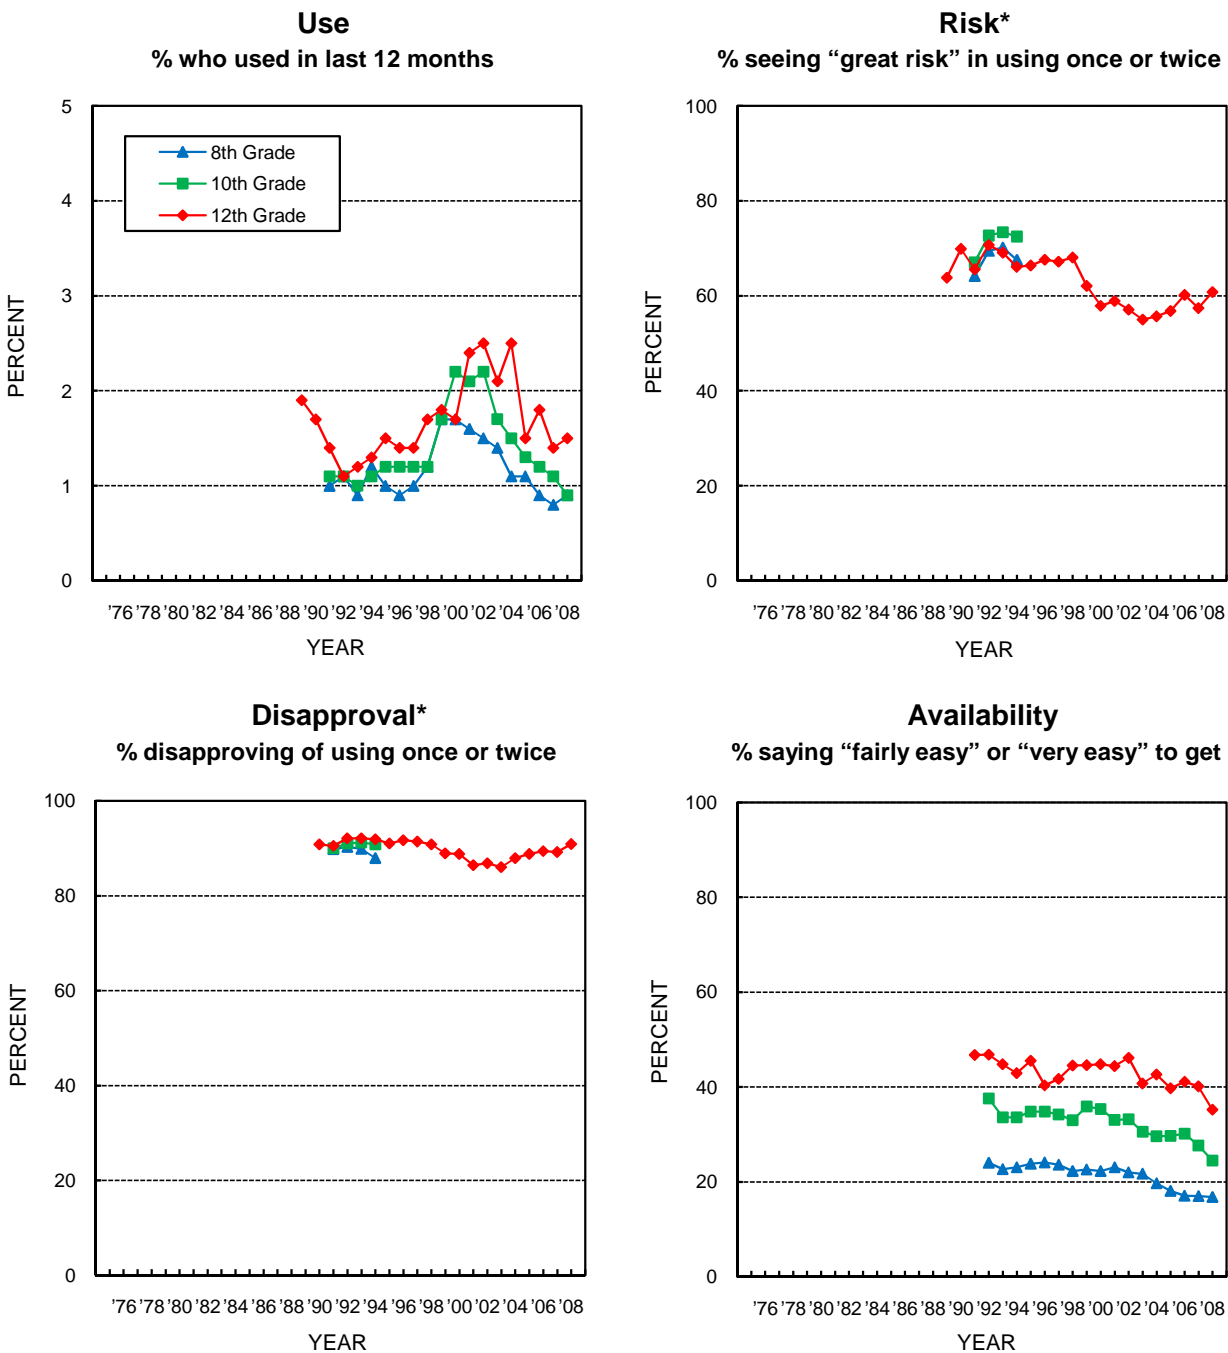 Use
% who used in last 12 months
5
4
3
2
1
0
PERCENT
8th Grade
10th Grade
12th Grade
’76 ’78 ’80 ’82 ’84 ’86 ’88 ’90 ’92 ’94 ’96 ’98 ’00 ’02 ’04 ’06 ’08
YEAR
Risk*
% seeing “great risk” in using once or twice
100
80
60
40
20
0
PERCENT
’76 ’78 ’80 ’82 ’84 ’86 ’88 ’90 ’92 ’94 ’96 ’98 ’00 ’02 ’04 ’06 ’08
YEAR
Disapproval*
% disapproving of using once or twice
100
80
60
40
20
0
PERCENT
’76 ’78 ’80 ’82 ’84 ’86 ’88 ’90 ’92 ’94 ’96 ’98 ’00 ’02 ’04 ’06 ’08
YEAR
Availability
% saying “fairly easy” or “very easy” to get
100
80
60
40
20
0
PERCENT
’76 ’78 ’80 ’82 ’84 ’86 ’88 ’90 ’92 ’94 ’96 ’98 ’00 ’02 ’04 ’06 ’08
YEAR